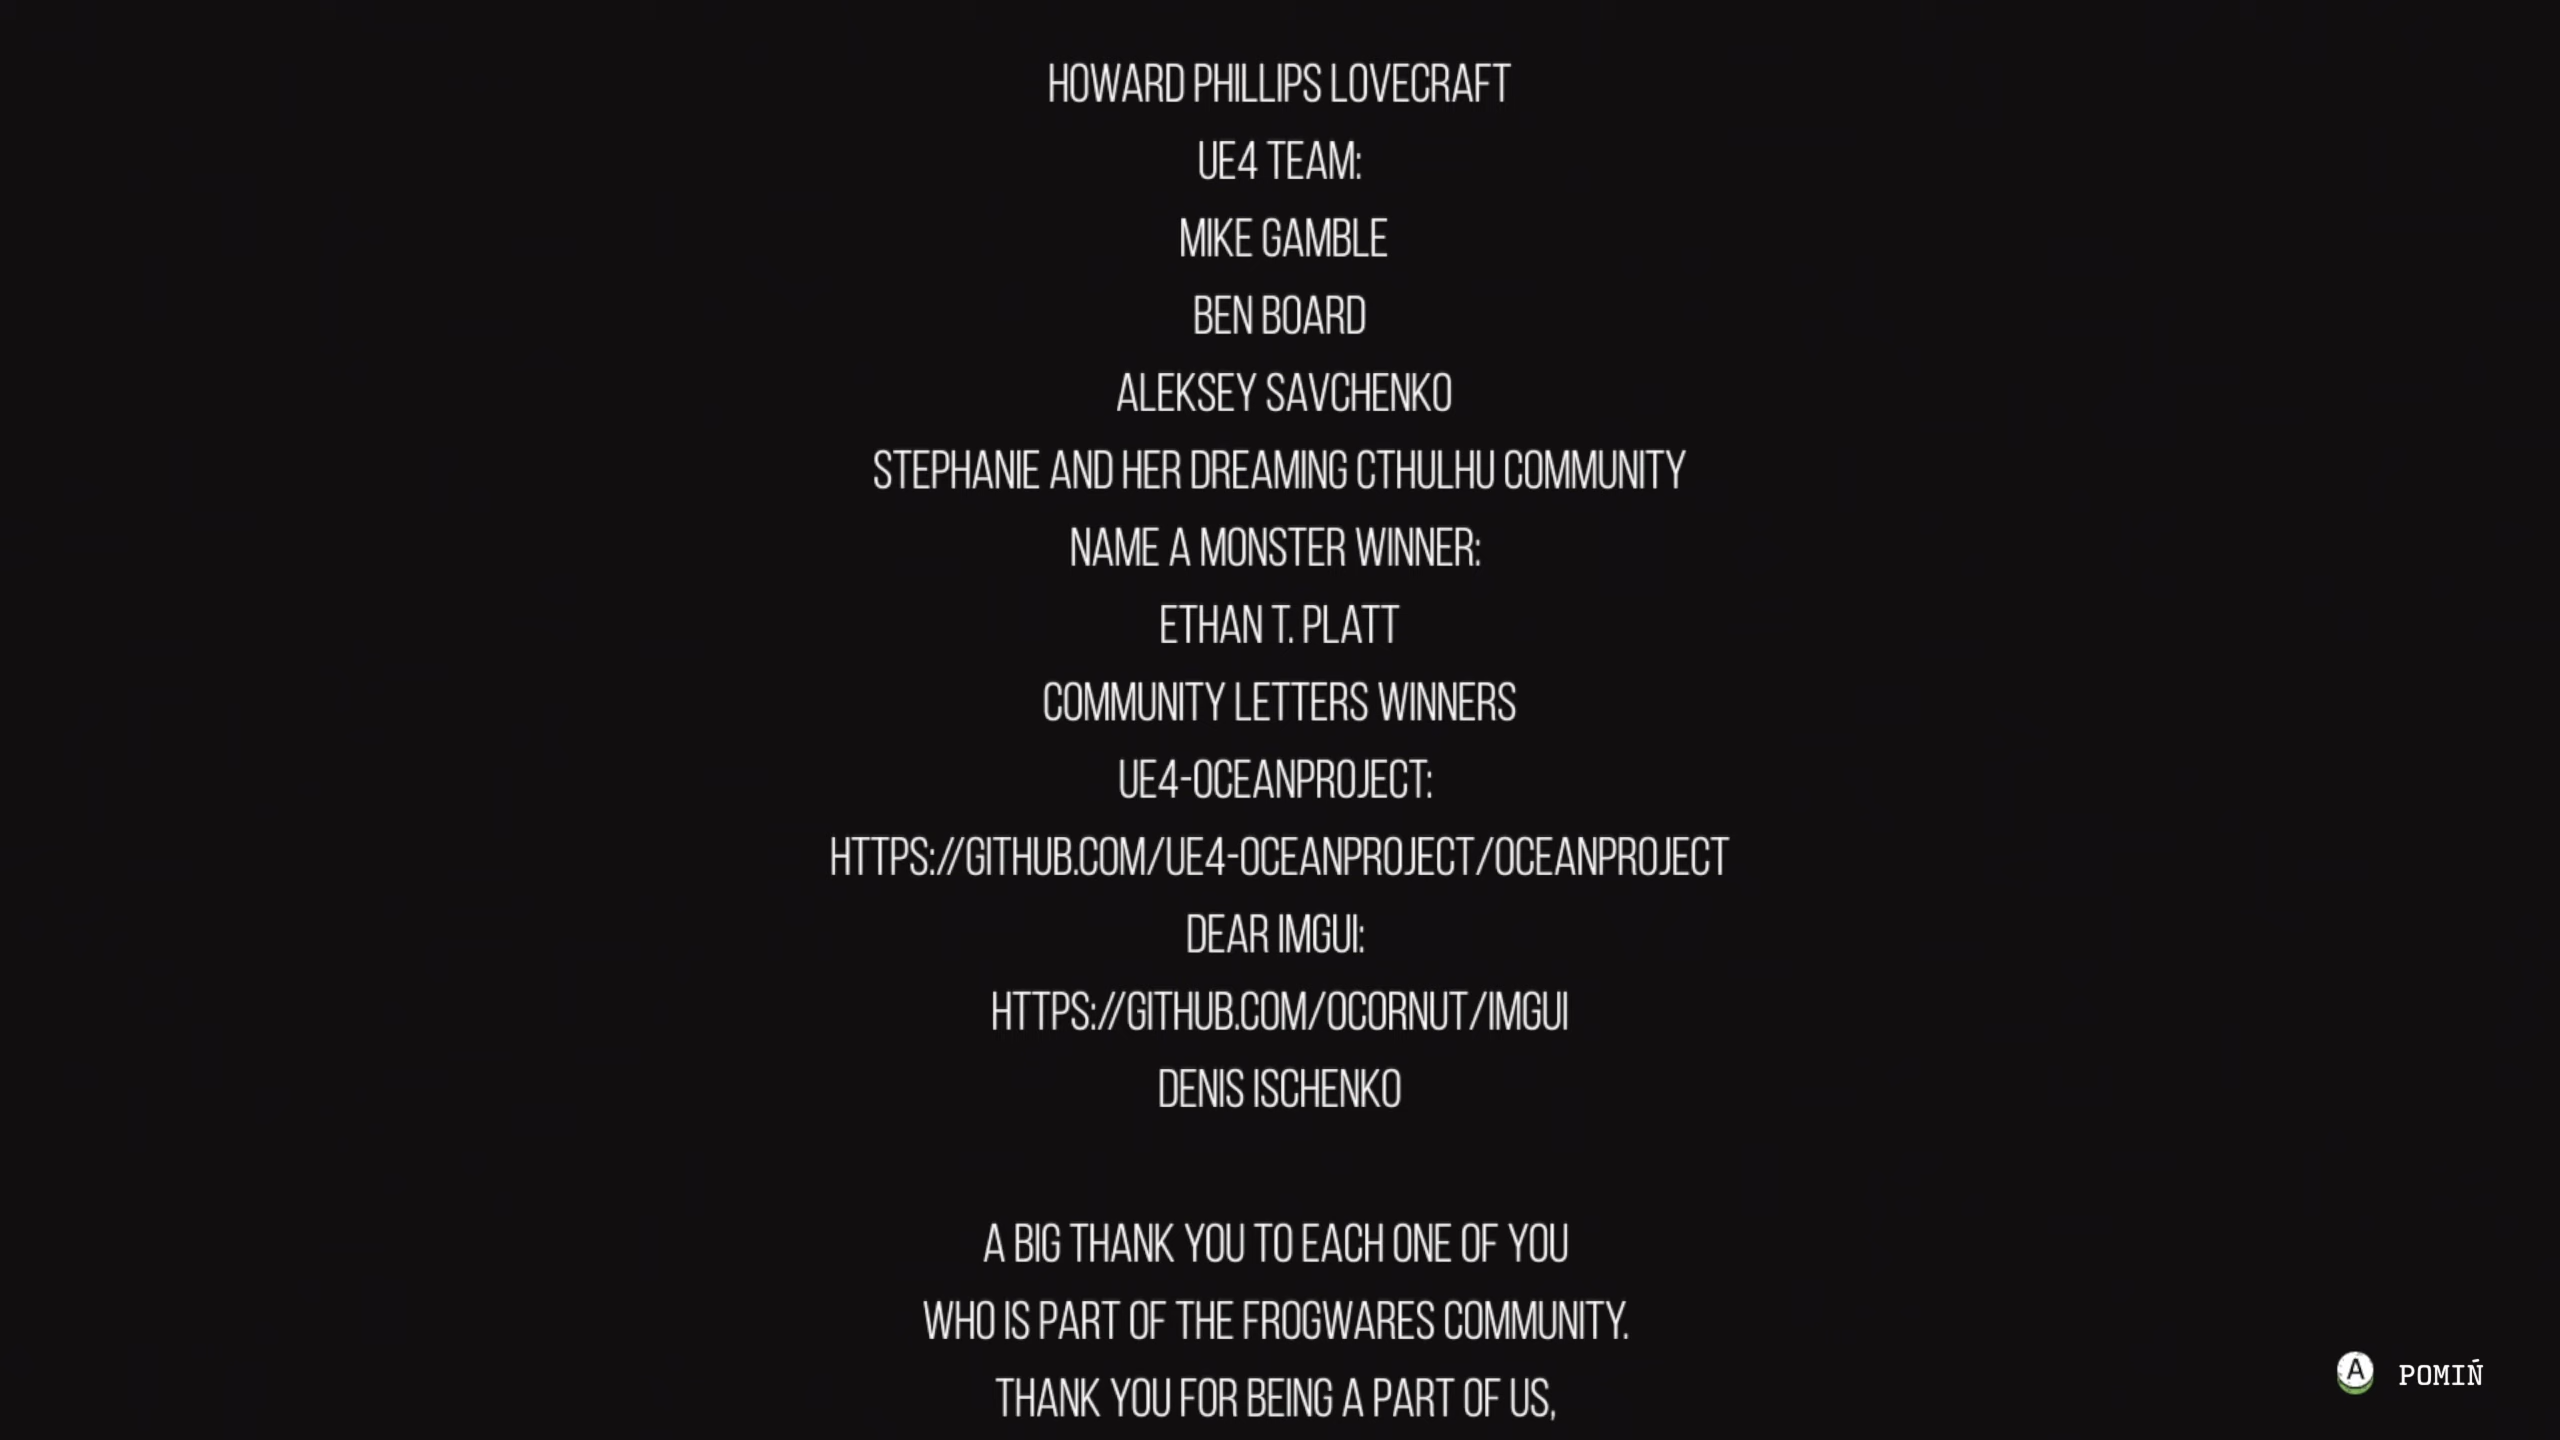 HOWARD PHILLIPS LOVECRAFT
UE4 TEAM:
MIKE GAMBLE
BEN BOARD
ALEKSEY SAVCHENKO
STEPHANIE AND HER DREAMING CTHULHU COMMUNITY
NAME A MONSTER WINNER:
ETHAN T. PLATT
COMMUNITY LETTERS WINNERS
UE4-OCEANPROJECT:
HTTPS://GITHUB.COM/UE4-OCEANPROJECT/OCEANPROJECT
DEAR IMGUI:
HTTPS://GITHUB.COM/OCORNUT/IMGUI
DENIS ISCHENKO
A BIG THANK YOU TO EACH ONE OF YOU
WHO IS PART OF THE FROGWARES COMMUNITY.
THANK YOU FOR BEING A PART OF US,
A POMIŃ